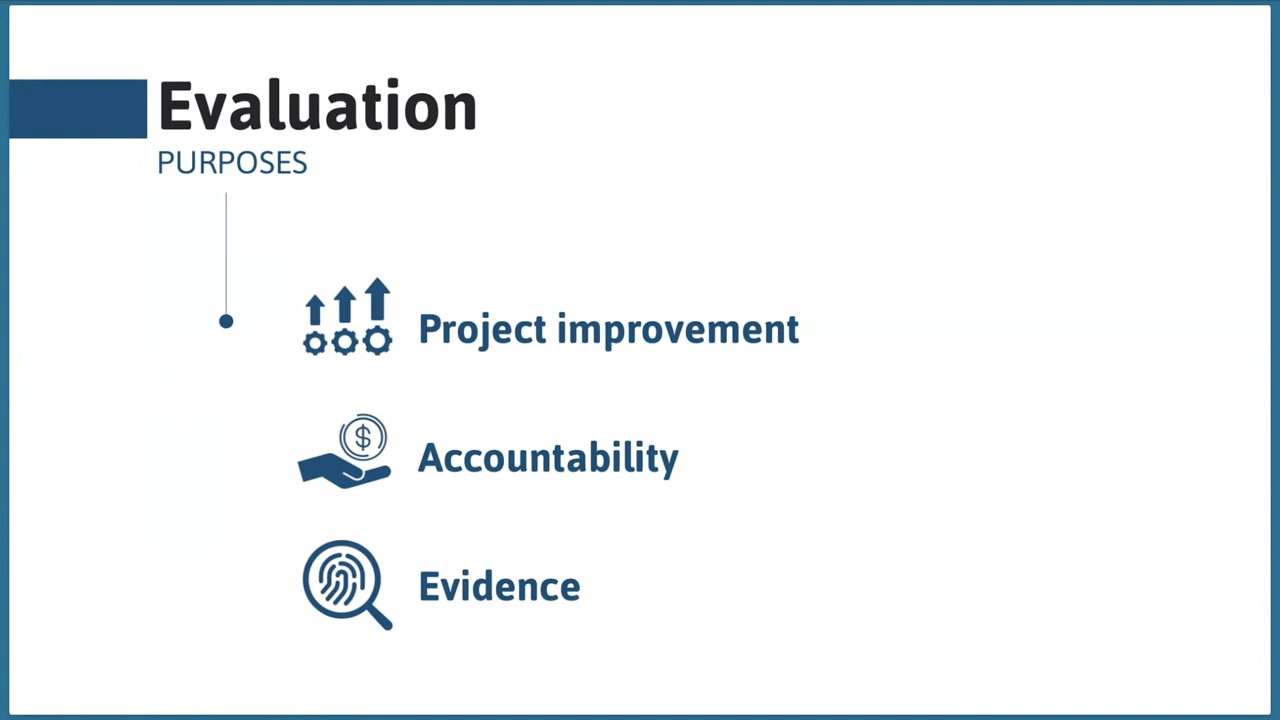 Evaluation
PURPOSES
Project improvement
$
Accountability
Evidence